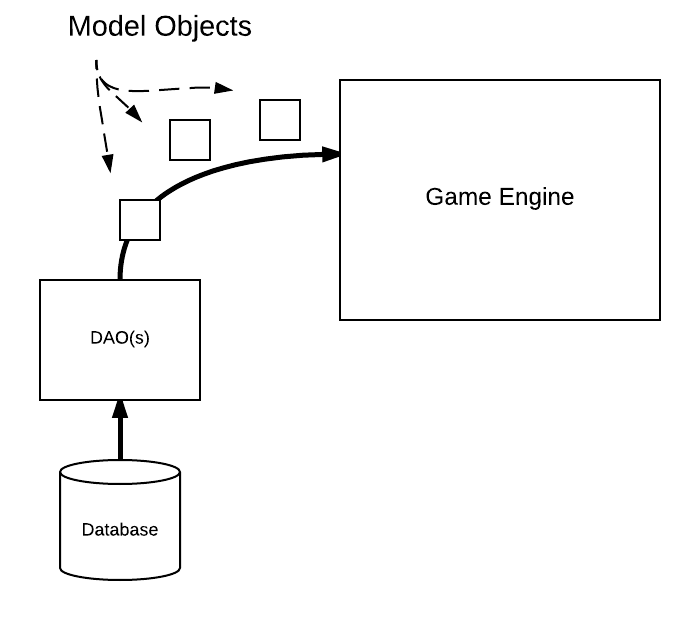 Model Objects
Game Engine
DAO(s)
Database